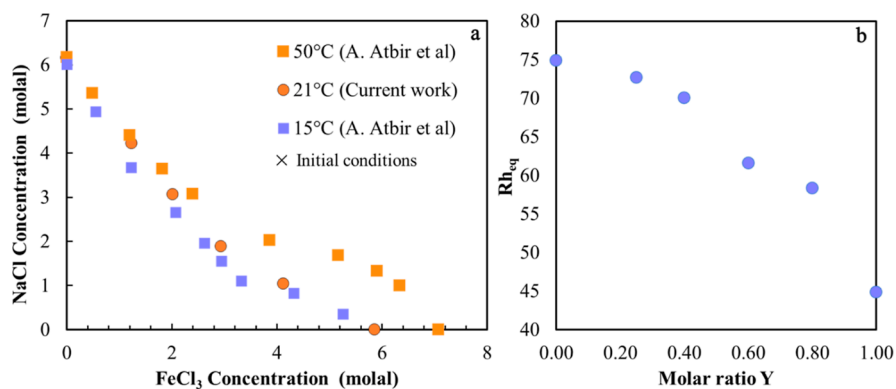 a
50°C (A. Atbir et al)
21°C (Current work)
15°C (A. Atbir et al)
Initial conditions
NaCl Concentration (molal)
7
6
5
4
3
2
1
0
0 2 4 6 8
FeCl₃ Concentration (molal)
b
Rh_eq
80
75
70
65
60
55
50
45
40
0.00 0.20 0.40 0.60 0.80 1.00
Molar ratio Y